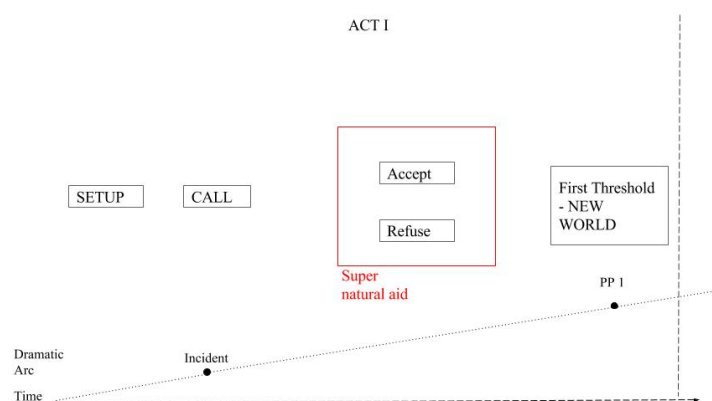 ACT I
SETUP
CALL
Accept
Refuse
Super
natural aid
First Threshold
- NEW
WORLD
PP 1
Incident
Dramatic
Arc
Time